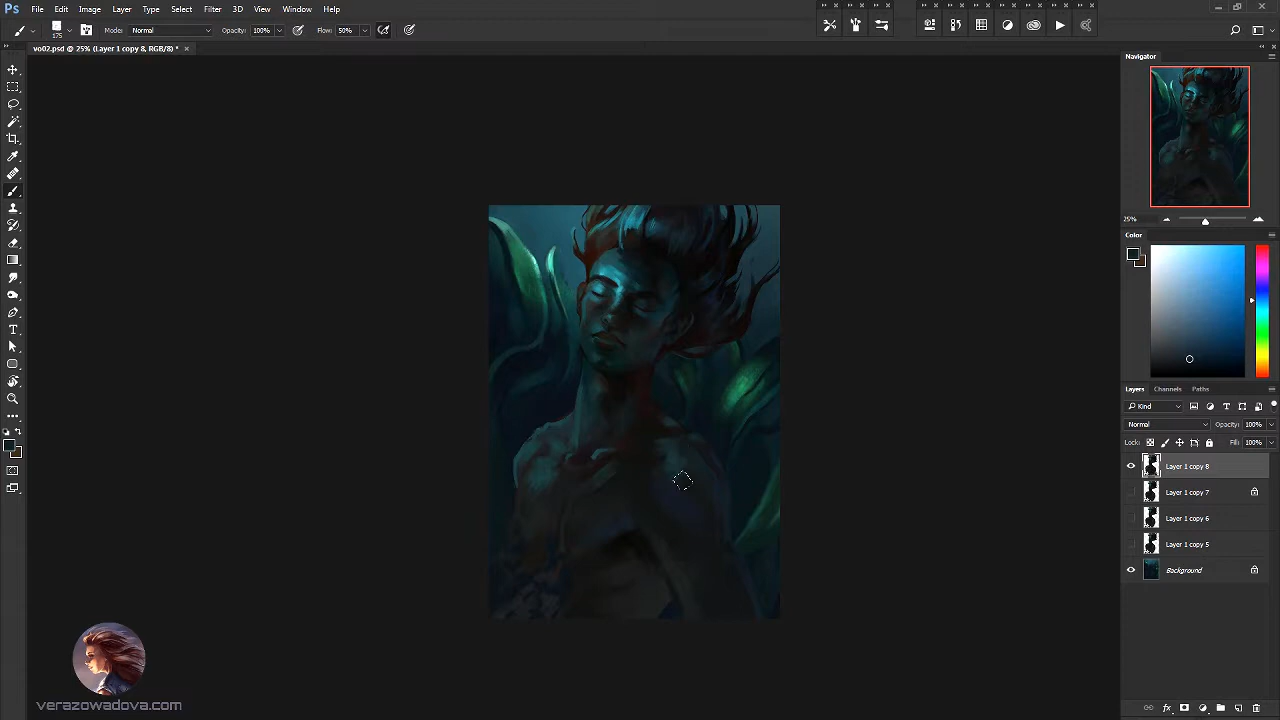 Ps File Edit Image Layer Type Select Filter 3D View Window Help
275 Mode: Normal Opacity: 100% Flow: 50%
vo02.psd @ 25% (Layer 1 copy 8, RGB/8) *
Navigator
25%
Color
Layers Channels Paths
Kind
Normal Opacity: 100%
Lock: Fill: 100%
Layer 1 copy 8
Layer 1 copy 7
Layer 1 copy 6
Layer 1 copy 5
Background
verazowadova.com